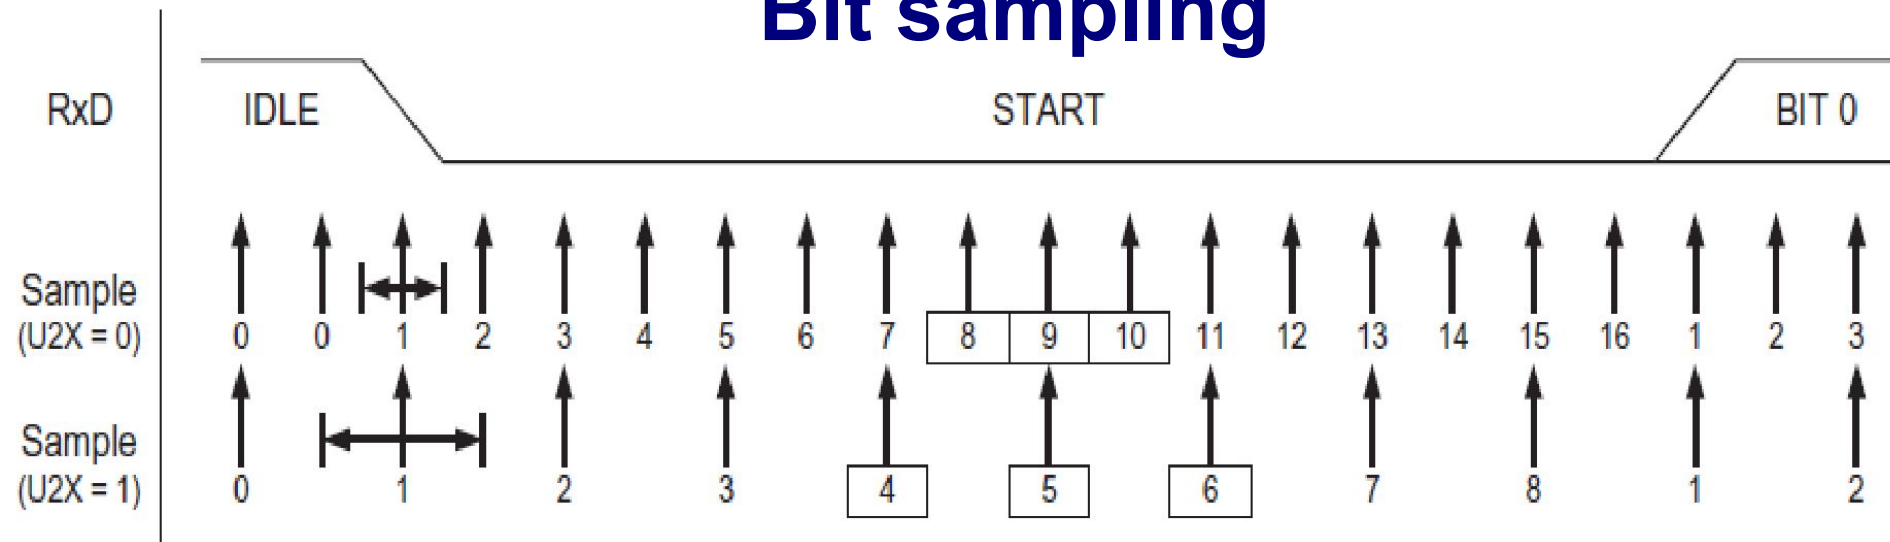 Bit sampling
RxD IDLE START BIT 0
Sample
(U2X = 0) 0 0 1 2 3 4 5 6 7 8 9 10 11 12 13 14 15 16 1 2 3
Sample
(U2X = 1) 0 1 2 3 4 5 6 7 8 1 2